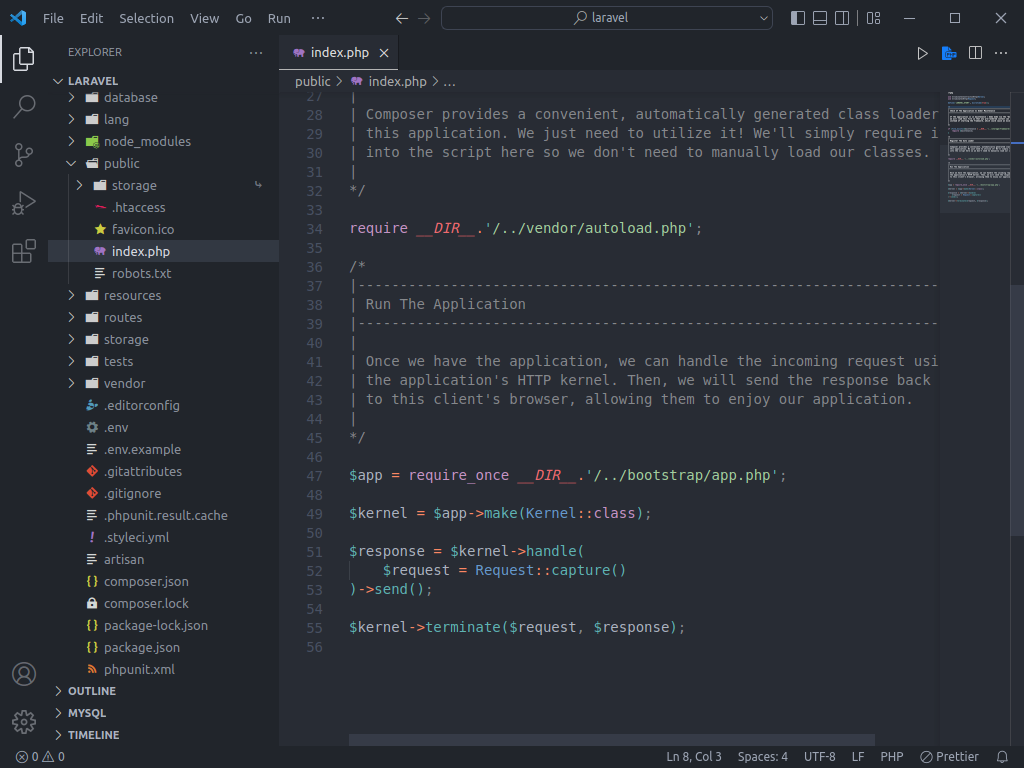 File Edit Selection View Go Run ···
laravel
EXPLORER
index.php
LARAVEL
public > index.php > ...
database
lang
node_modules
public
storage
.htaccess
favicon.ico
index.php
robots.txt
resources
routes
storage
tests
vendor
.editorconfig
.env
.env.example
.gitattributes
.gitignore
.phpunit.result.cache
.styleci.yml
artisan
composer.json
composer.lock
package-lock.json
package.json
phpunit.xml
OUTLINE
MYSQL
TIMELINE
27 |
28 | Composer provides a convenient, automatically generated class loader
29 | this application. We just need to utilize it! We'll simply require i
30 | into the script here so we don't need to manually load our classes.
31 |
32 */
33
34 require __DIR__.'/../vendor/autoload.php';
35
36 /*
37 |-----------------------------------------------------------------------
38 | Run The Application
39 |-----------------------------------------------------------------------
40 |
41 | Once we have the application, we can handle the incoming request usi
42 | the application's HTTP kernel. Then, we will send the response back
43 | to this client's browser, allowing them to enjoy our application.
44 |
45 */
46
47 $app = require_once __DIR__.'/../bootstrap/app.php';
48
49 $kernel = $app->make(Kernel::class);
50
51 $response = $kernel->handle(
52     $request = Request::capture()
53 )->send();
54
55 $kernel->terminate($request, $response);
56
0 0 Ln 8, Col 3 Spaces: 4 UTF-8 LF PHP Prettier